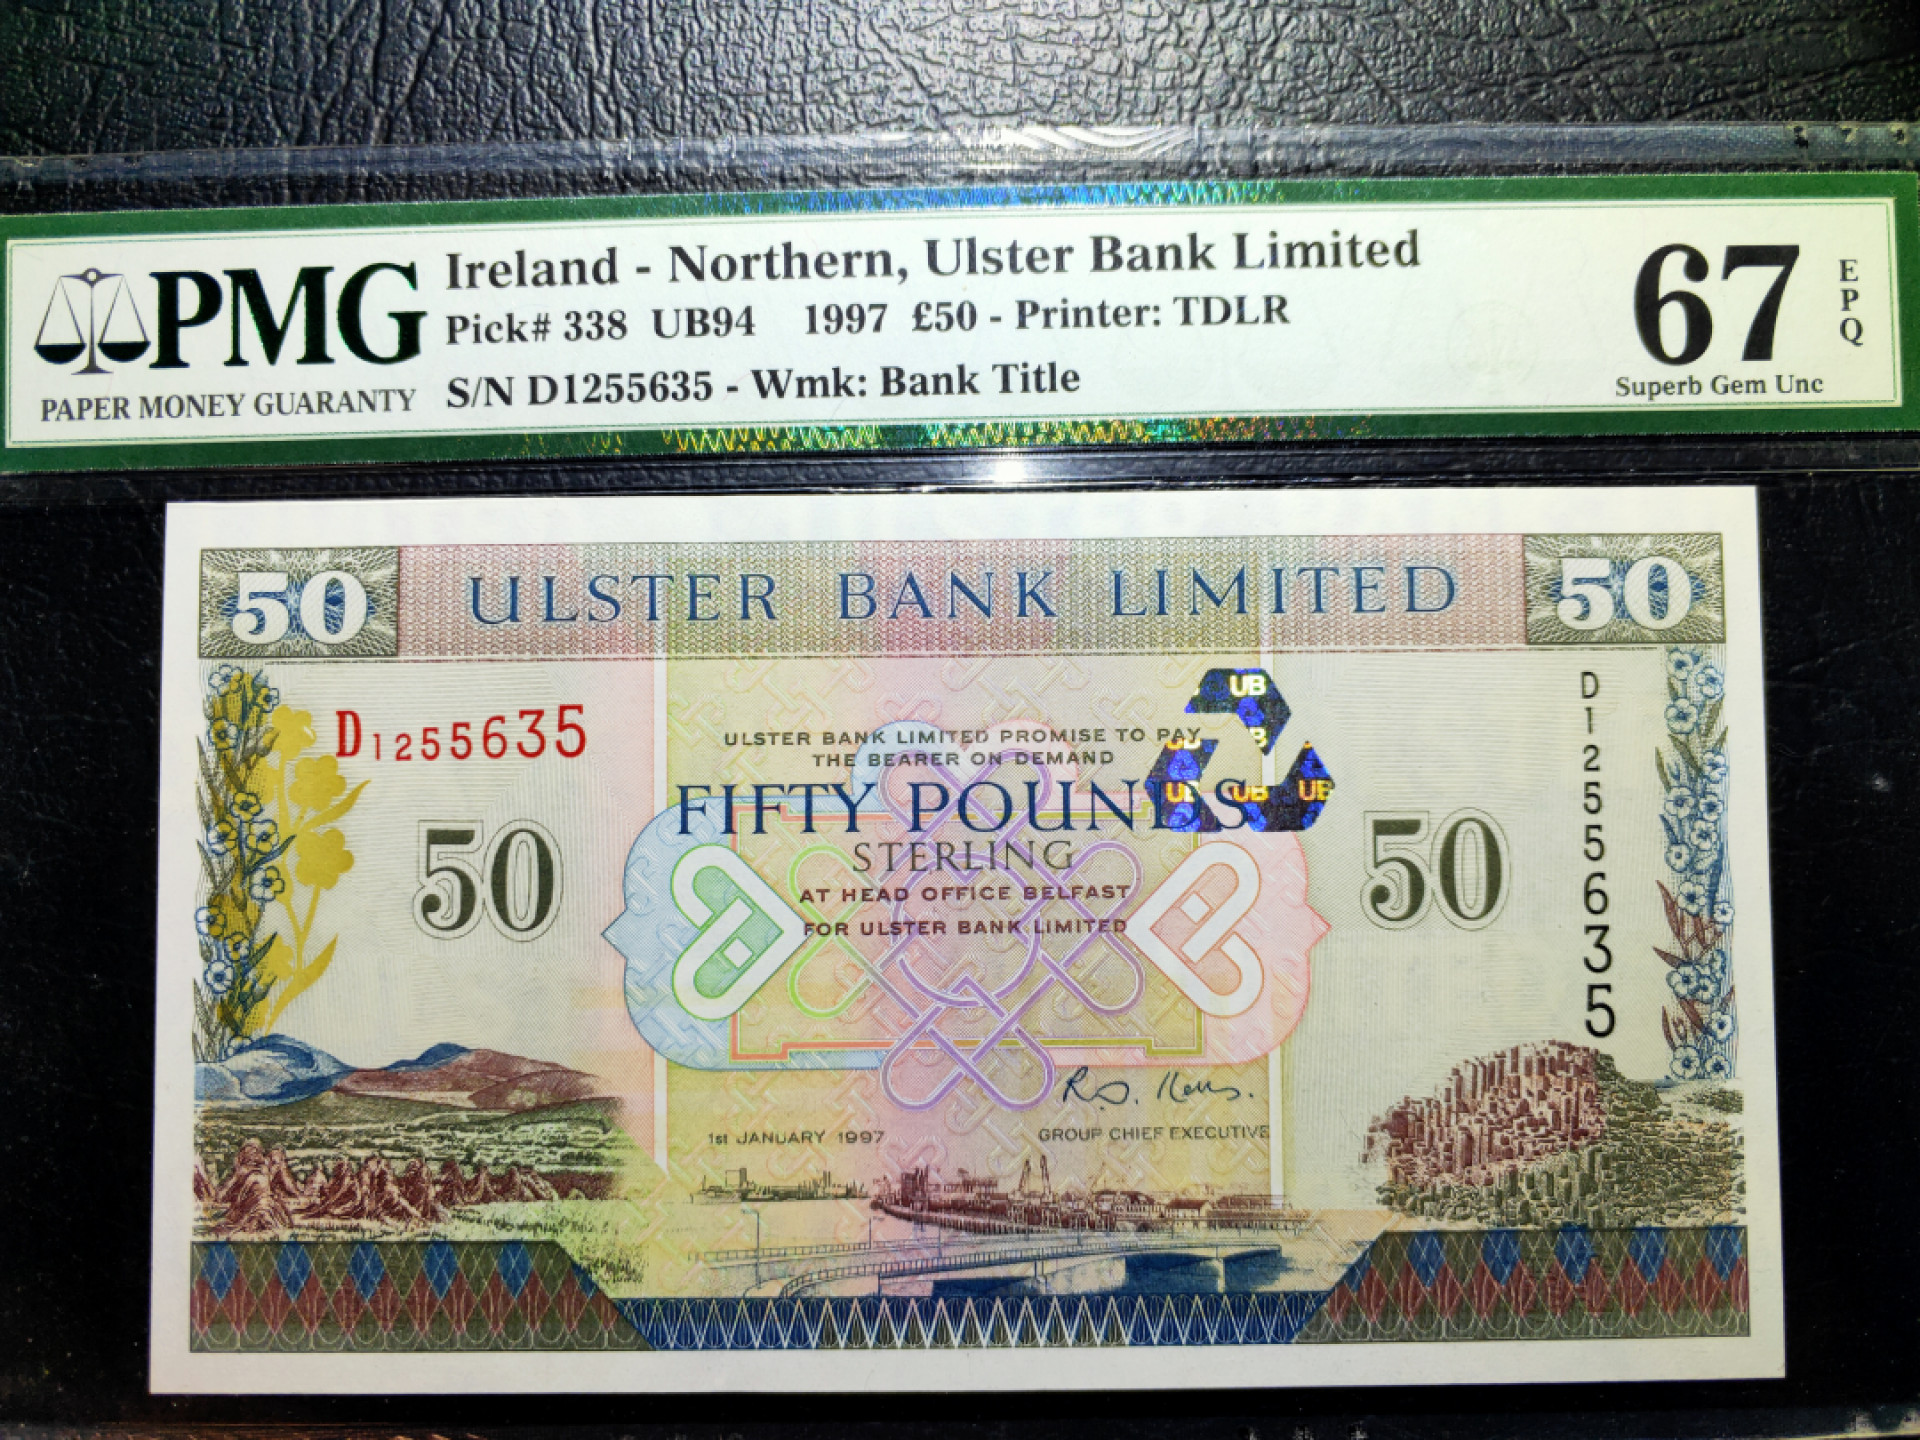 PMG
PAPER MONEY GUARANTY
Ireland - Northern, Ulster Bank Limited
Pick# 338 UB94 1997 £50 - Printer: TDLR
S/N D1255635 - Wmk: Bank Title
67
EPQ
Superb Gem Unc
50 ULSTER BANK LIMITED 50
D1255635
D1255635
UB
UB UB UB
ULSTER BANK LIMITED PROMISE TO PAY
THE BEARER ON DEMAND
FIFTY POUNDS
STERLING
50
50
AT HEAD OFFICE BELFAST
FOR ULSTER BANK LIMITED
1st JANUARY 1997
GROUP CHIEF EXECUTIVE